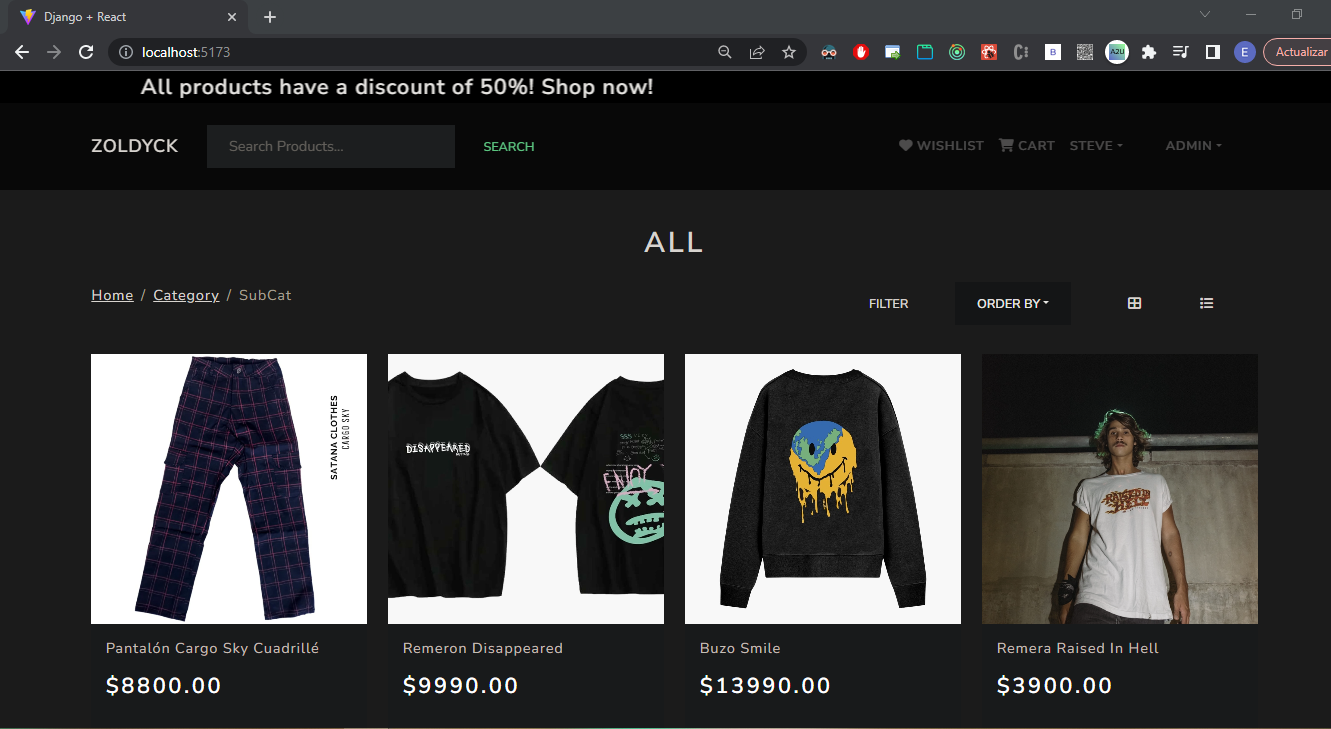 Django + React
localhost:5173
B
A2U
E
Actualizar
All products have a discount of 50%! Shop now!
ZOLDYCK
Search Products...
SEARCH
WISHLIST
CART
STEVE
ADMIN
ALL
Home / Category / SubCat
FILTER
ORDER BY
SATANA CLOTHES
CARGO SKY
DISAPPEARED
ENJOY
RAISED IN
HELL
Pantalón Cargo Sky Cuadrillé
Remeron Disappeared
Buzo Smile
Remera Raised In Hell
$8800.00
$9990.00
$13990.00
$3900.00